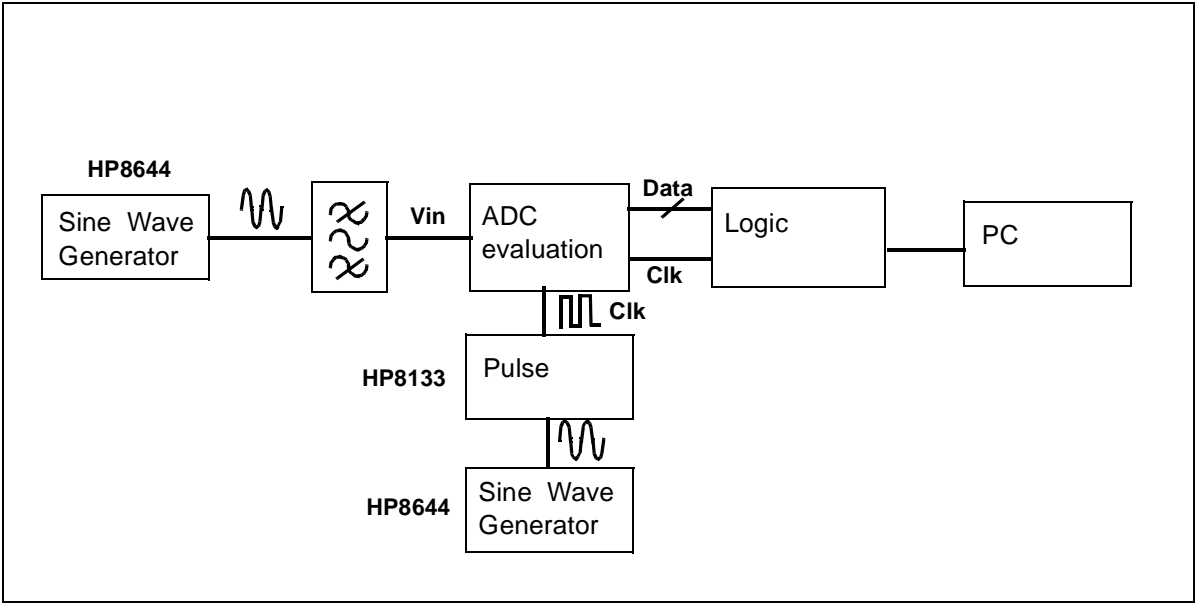 HP8644
Sine Wave
Generator
Vin
ADC
evaluation
Data
Clk
Logic
PC
Clk
HP8133
Pulse
HP8644
Sine Wave
Generator